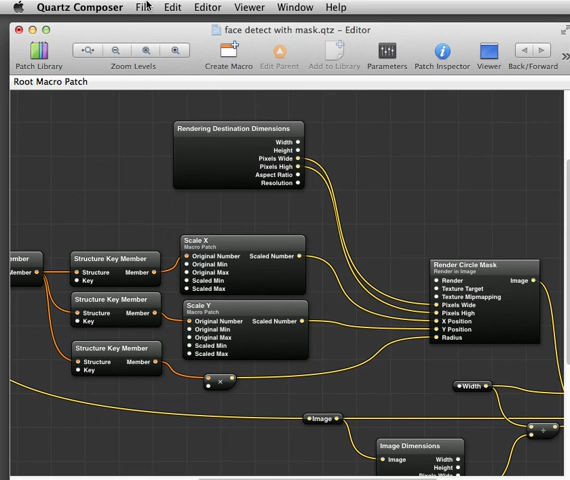 Quartz Composer File Edit Editor Viewer Window Help
face detect with mask.qtz - Editor
Patch Library Zoom Levels Create Macro Edit Parent Add to Library Parameters Patch Inspector Viewer Back/Forward
Root Macro Patch
Rendering Destination Dimensions
Width
Height
Pixels Wide
Pixels High
Aspect Ratio
Resolution
Structure Key Member
Structure Member
Key
Scale X
Macro Patch
Original Number Scaled Number
Original Min
Original Max
Scaled Min
Scaled Max
Structure Key Member
Structure Member
Key
Scale Y
Macro Patch
Original Number Scaled Number
Original Min
Original Max
Scaled Min
Scaled Max
Structure Key Member
Structure Member
Key
×
Render Circle Mask
Render in Image
Render Image
Texture Target
Texture Mipmapping
Pixels Wide
Pixels High
X Position
Y Position
Radius
Width
Image
Image Dimensions
Image Width
Height